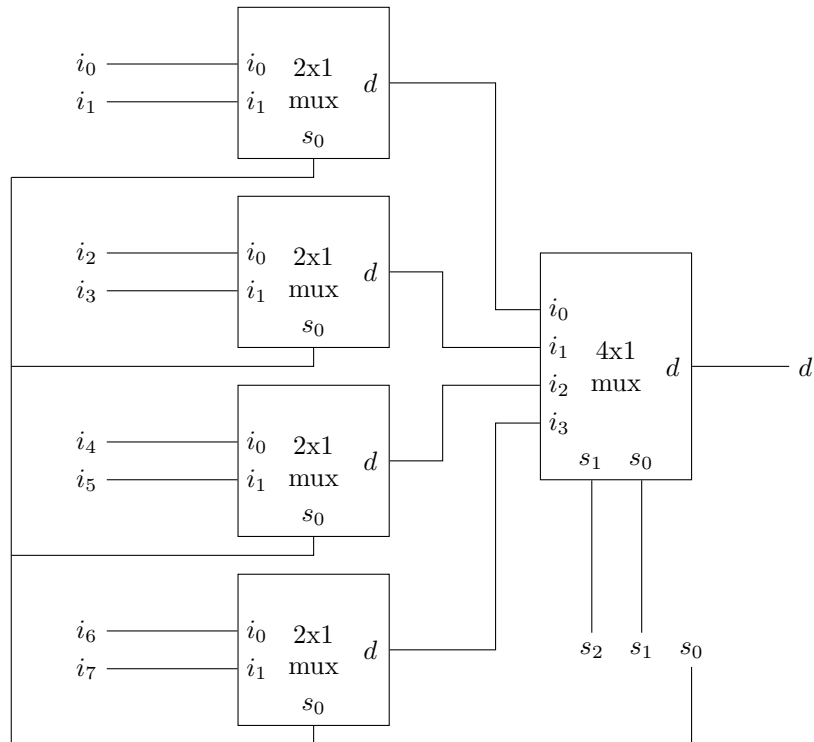 i₀ i₀ 2x1 d
i₁ i₁ mux
s₀
i₂ i₀ 2x1 d
i₃ i₁ mux
s₀
i₄ i₀ 2x1 d
i₅ i₁ mux
s₀
i₆ i₀ 2x1 d
i₇ i₁ mux
s₀
i₀
i₁ 4x1 d d
i₂ mux
i₃
s₁ s₀
s₂ s₁ s₀